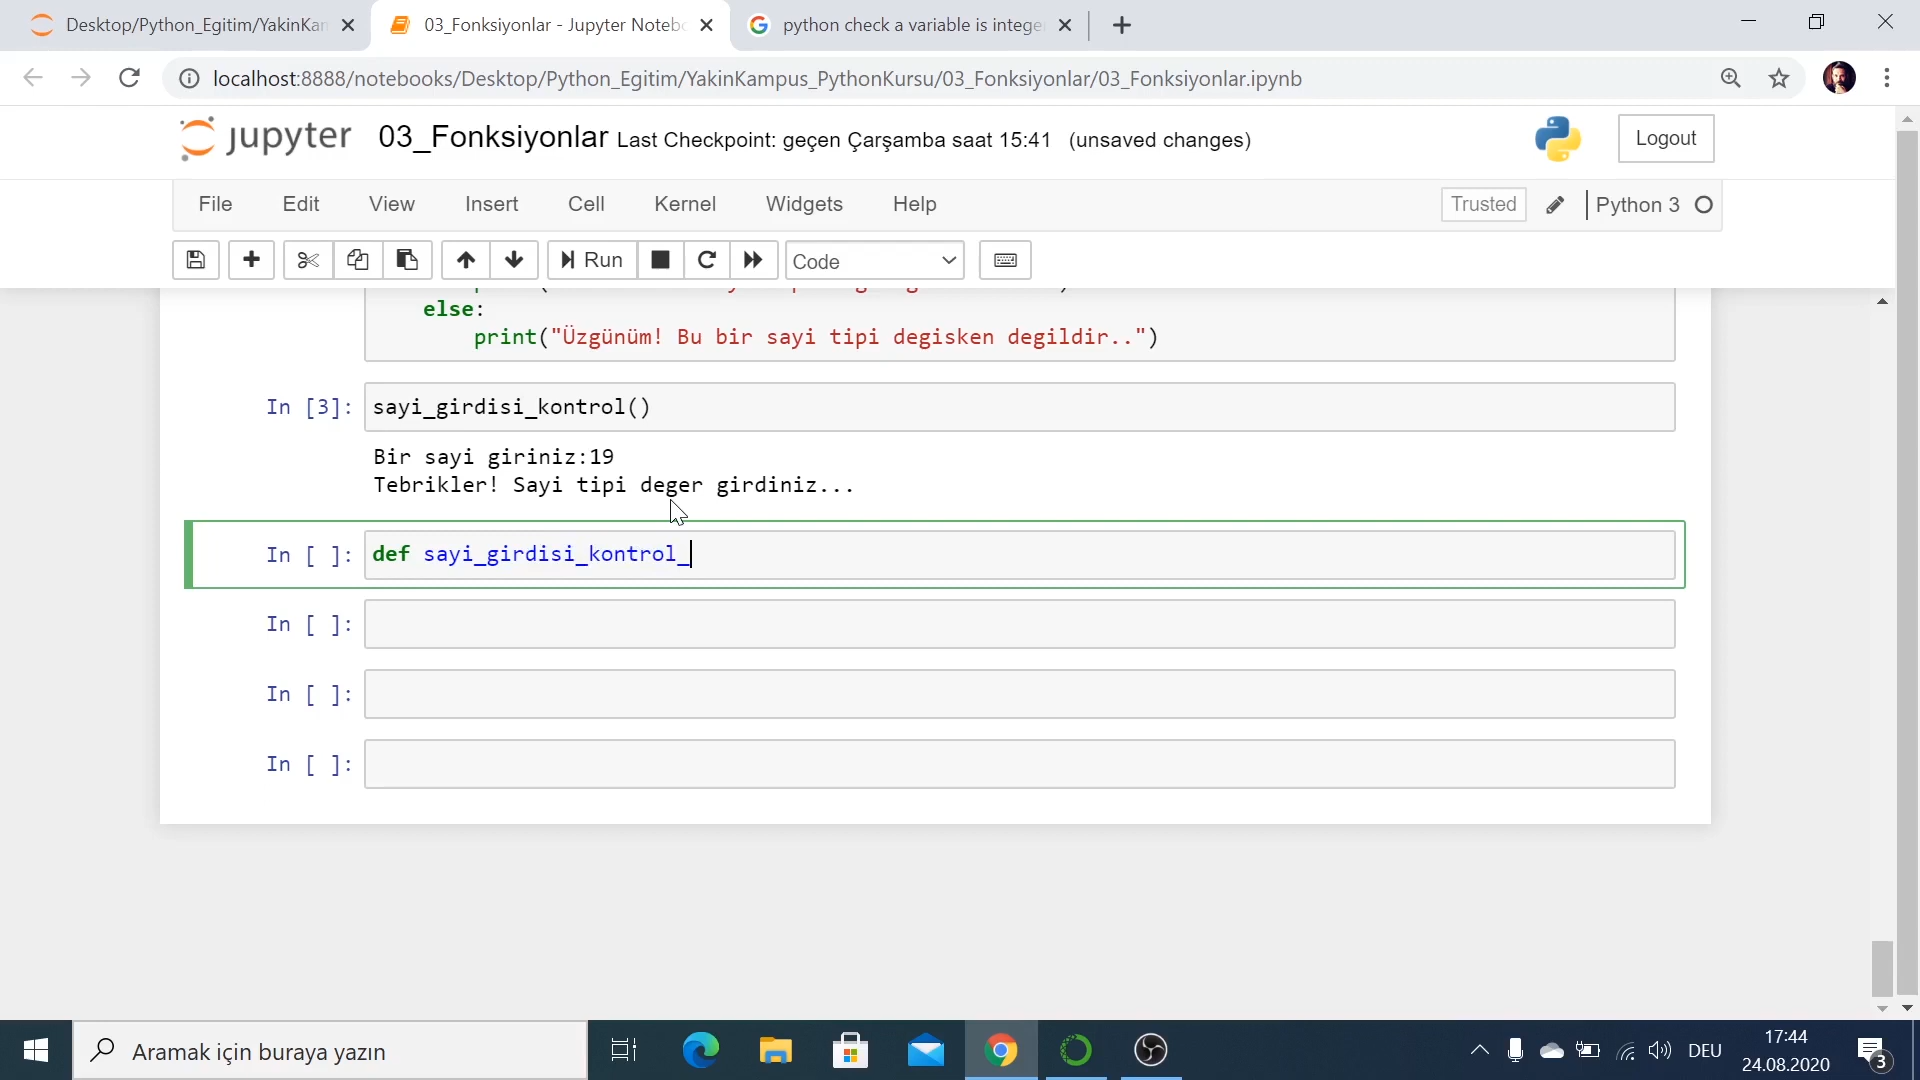 Desktop/Python_Egitim/YakinKan
03_Fonksiyonlar - Jupyter Notebo
python check a variable is intege
localhost:8888/notebooks/Desktop/Python_Egitim/YakinKampus_PythonKursu/03_Fonksiyonlar/03_Fonksiyonlar.ipynb
jupyter 03_Fonksiyonlar Last Checkpoint: geçen Çarşamba saat 15:41 (unsaved changes)
Logout
File Edit View Insert Cell Kernel Widgets Help
Trusted Python 3
Run Code
else:
print("Üzgünüm! Bu bir sayi tipi degisken degildir..")
In [3]: sayi_girdisi_kontrol()
Bir sayi giriniz:19
Tebrikler! Sayi tipi deger girdiniz...
In [ ]: def sayi_girdisi_kontrol_
In [ ]:
In [ ]:
In [ ]:
Aramak için buraya yazın
DEU
17:44
24.08.2020
3